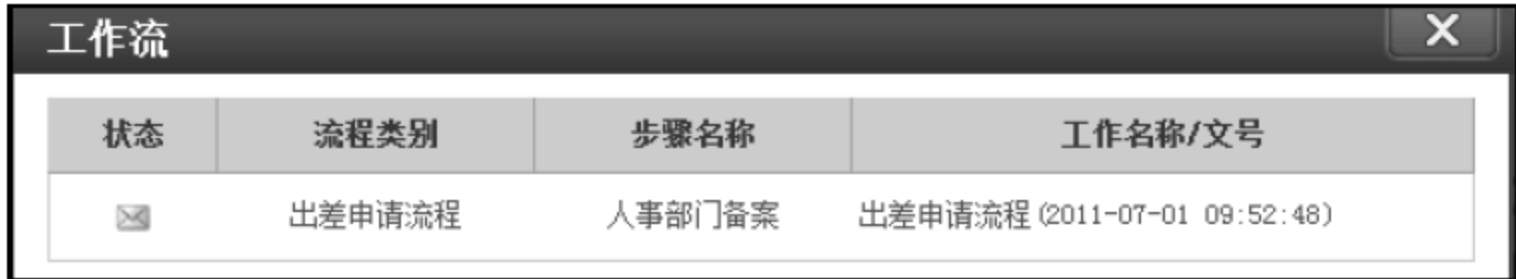 工作流
状态 流程类别 步骤名称 工作名称/文号
出差申请流程 人事部门备案 出差申请流程(2011-07-01 09:52:48)